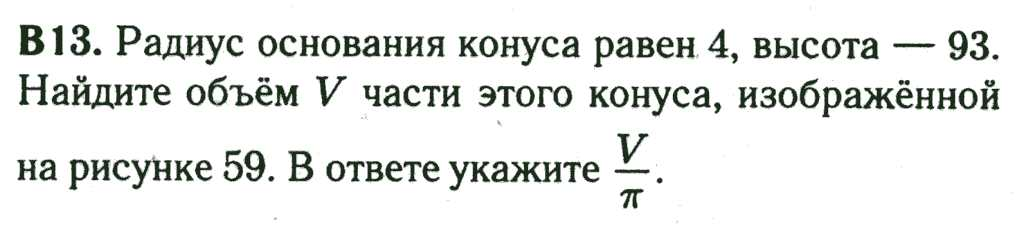 В13. Радиус основания конуса равен 4, высота — 93.
Найдите объём V части этого конуса, изображённой
на рисунке 59. В ответе укажите V/π.